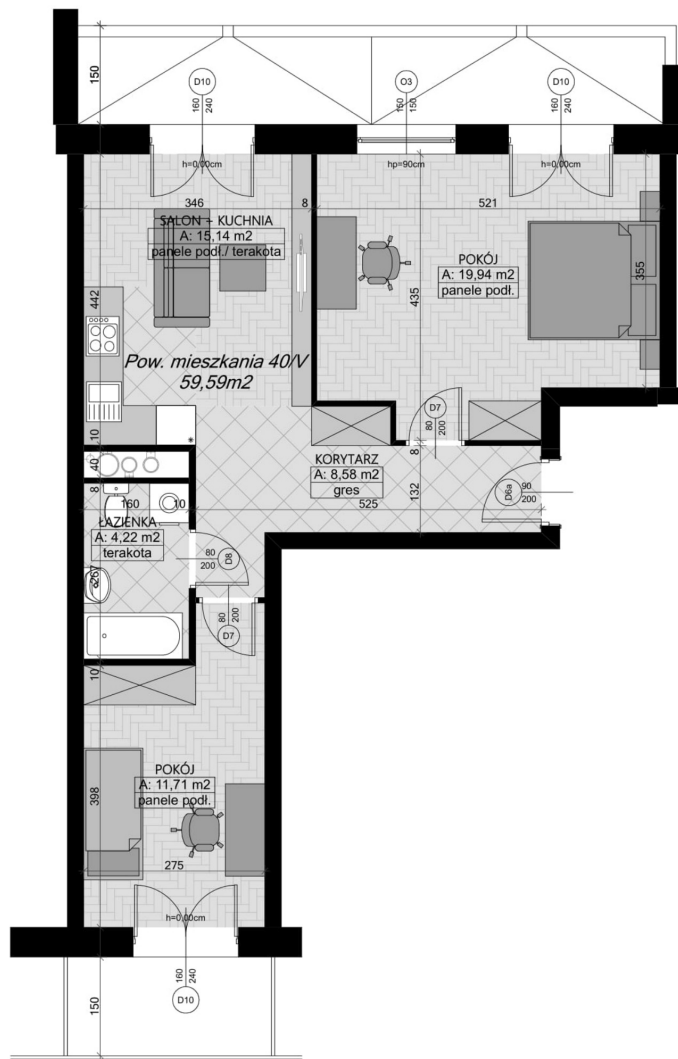 150
D10
O3
D10
160
240
150
150
160
240
h=0,00cm
hp=90cm
h=0,00cm
346
8
521
SALON + KUCHNIA
A: 15,14 m2
panele podł./ terakota
POKÓJ
A: 19,94 m2
panele podł.
355
442
435
Pow. mieszkania 40/V
59,59m2
D7
80
200
10
8
KORYTARZ
A: 8,58 m2
gres
40
132
90
200
D6a
8
160
10
525
ŁAZIENKA
A: 4,22 m2
terakota
80
200
D8
267
80
200
D7
10
POKÓJ
A: 11,71 m2
panele podł.
398
275
h=0,00cm
160
240
D10
150